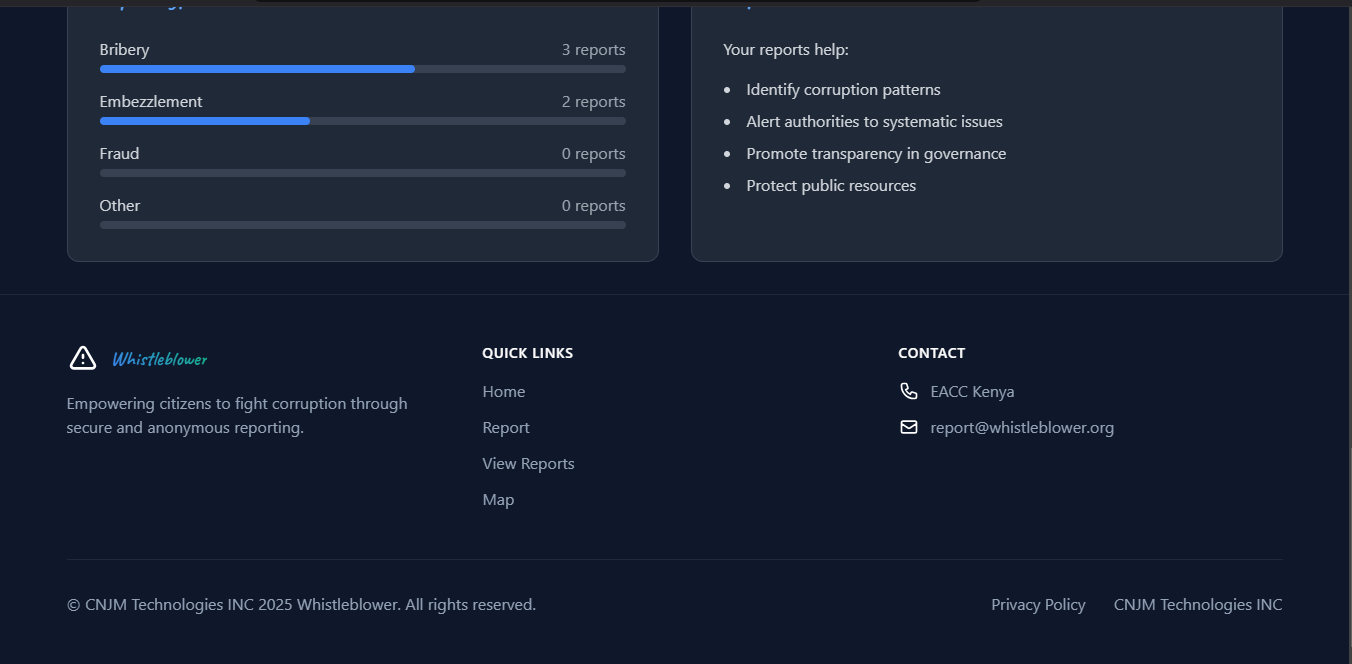 Bribery 3 reports
Embezzlement 2 reports
Fraud 0 reports
Other 0 reports
Your reports help:
Identify corruption patterns
Alert authorities to systematic issues
Promote transparency in governance
Protect public resources
Whistleblower
Empowering citizens to fight corruption through
secure and anonymous reporting.
QUICK LINKS
Home
Report
View Reports
Map
CONTACT
EACC Kenya
report@whistleblower.org
© CNJM Technologies INC 2025 Whistleblower. All rights reserved.
Privacy Policy CNJM Technologies INC